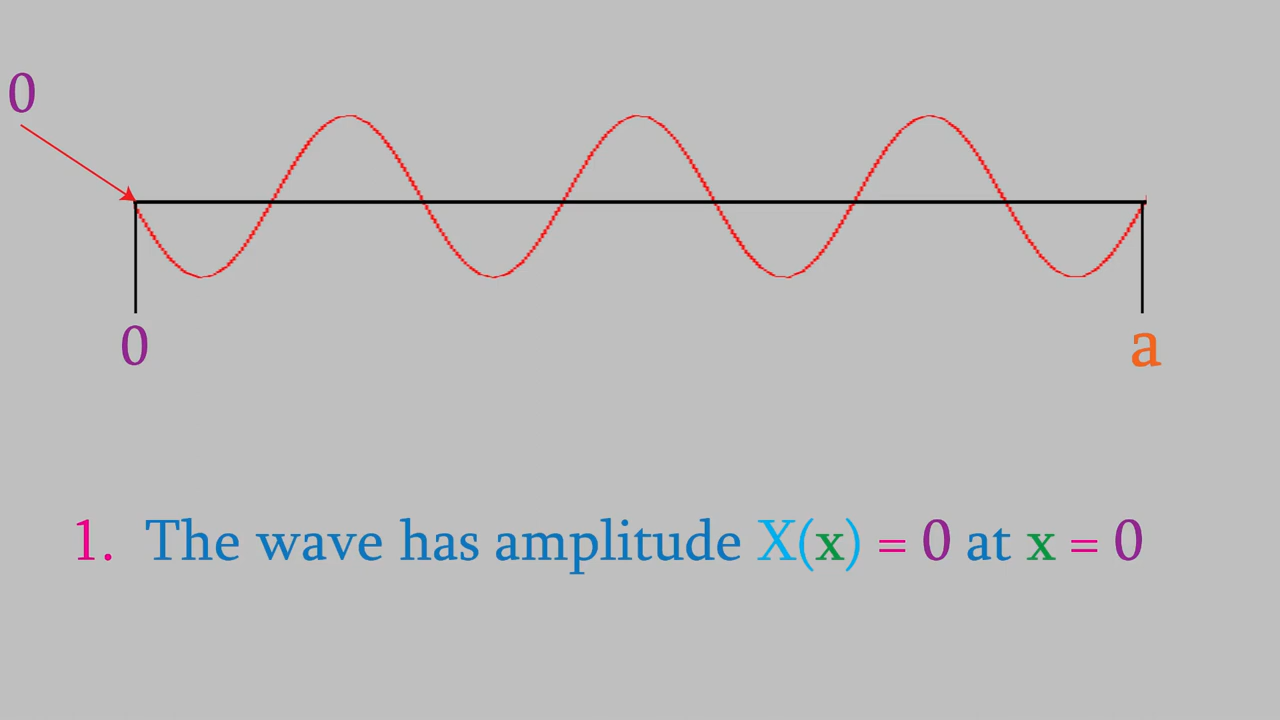 0
0
a
1. The wave has amplitude X(x) = 0 at x = 0